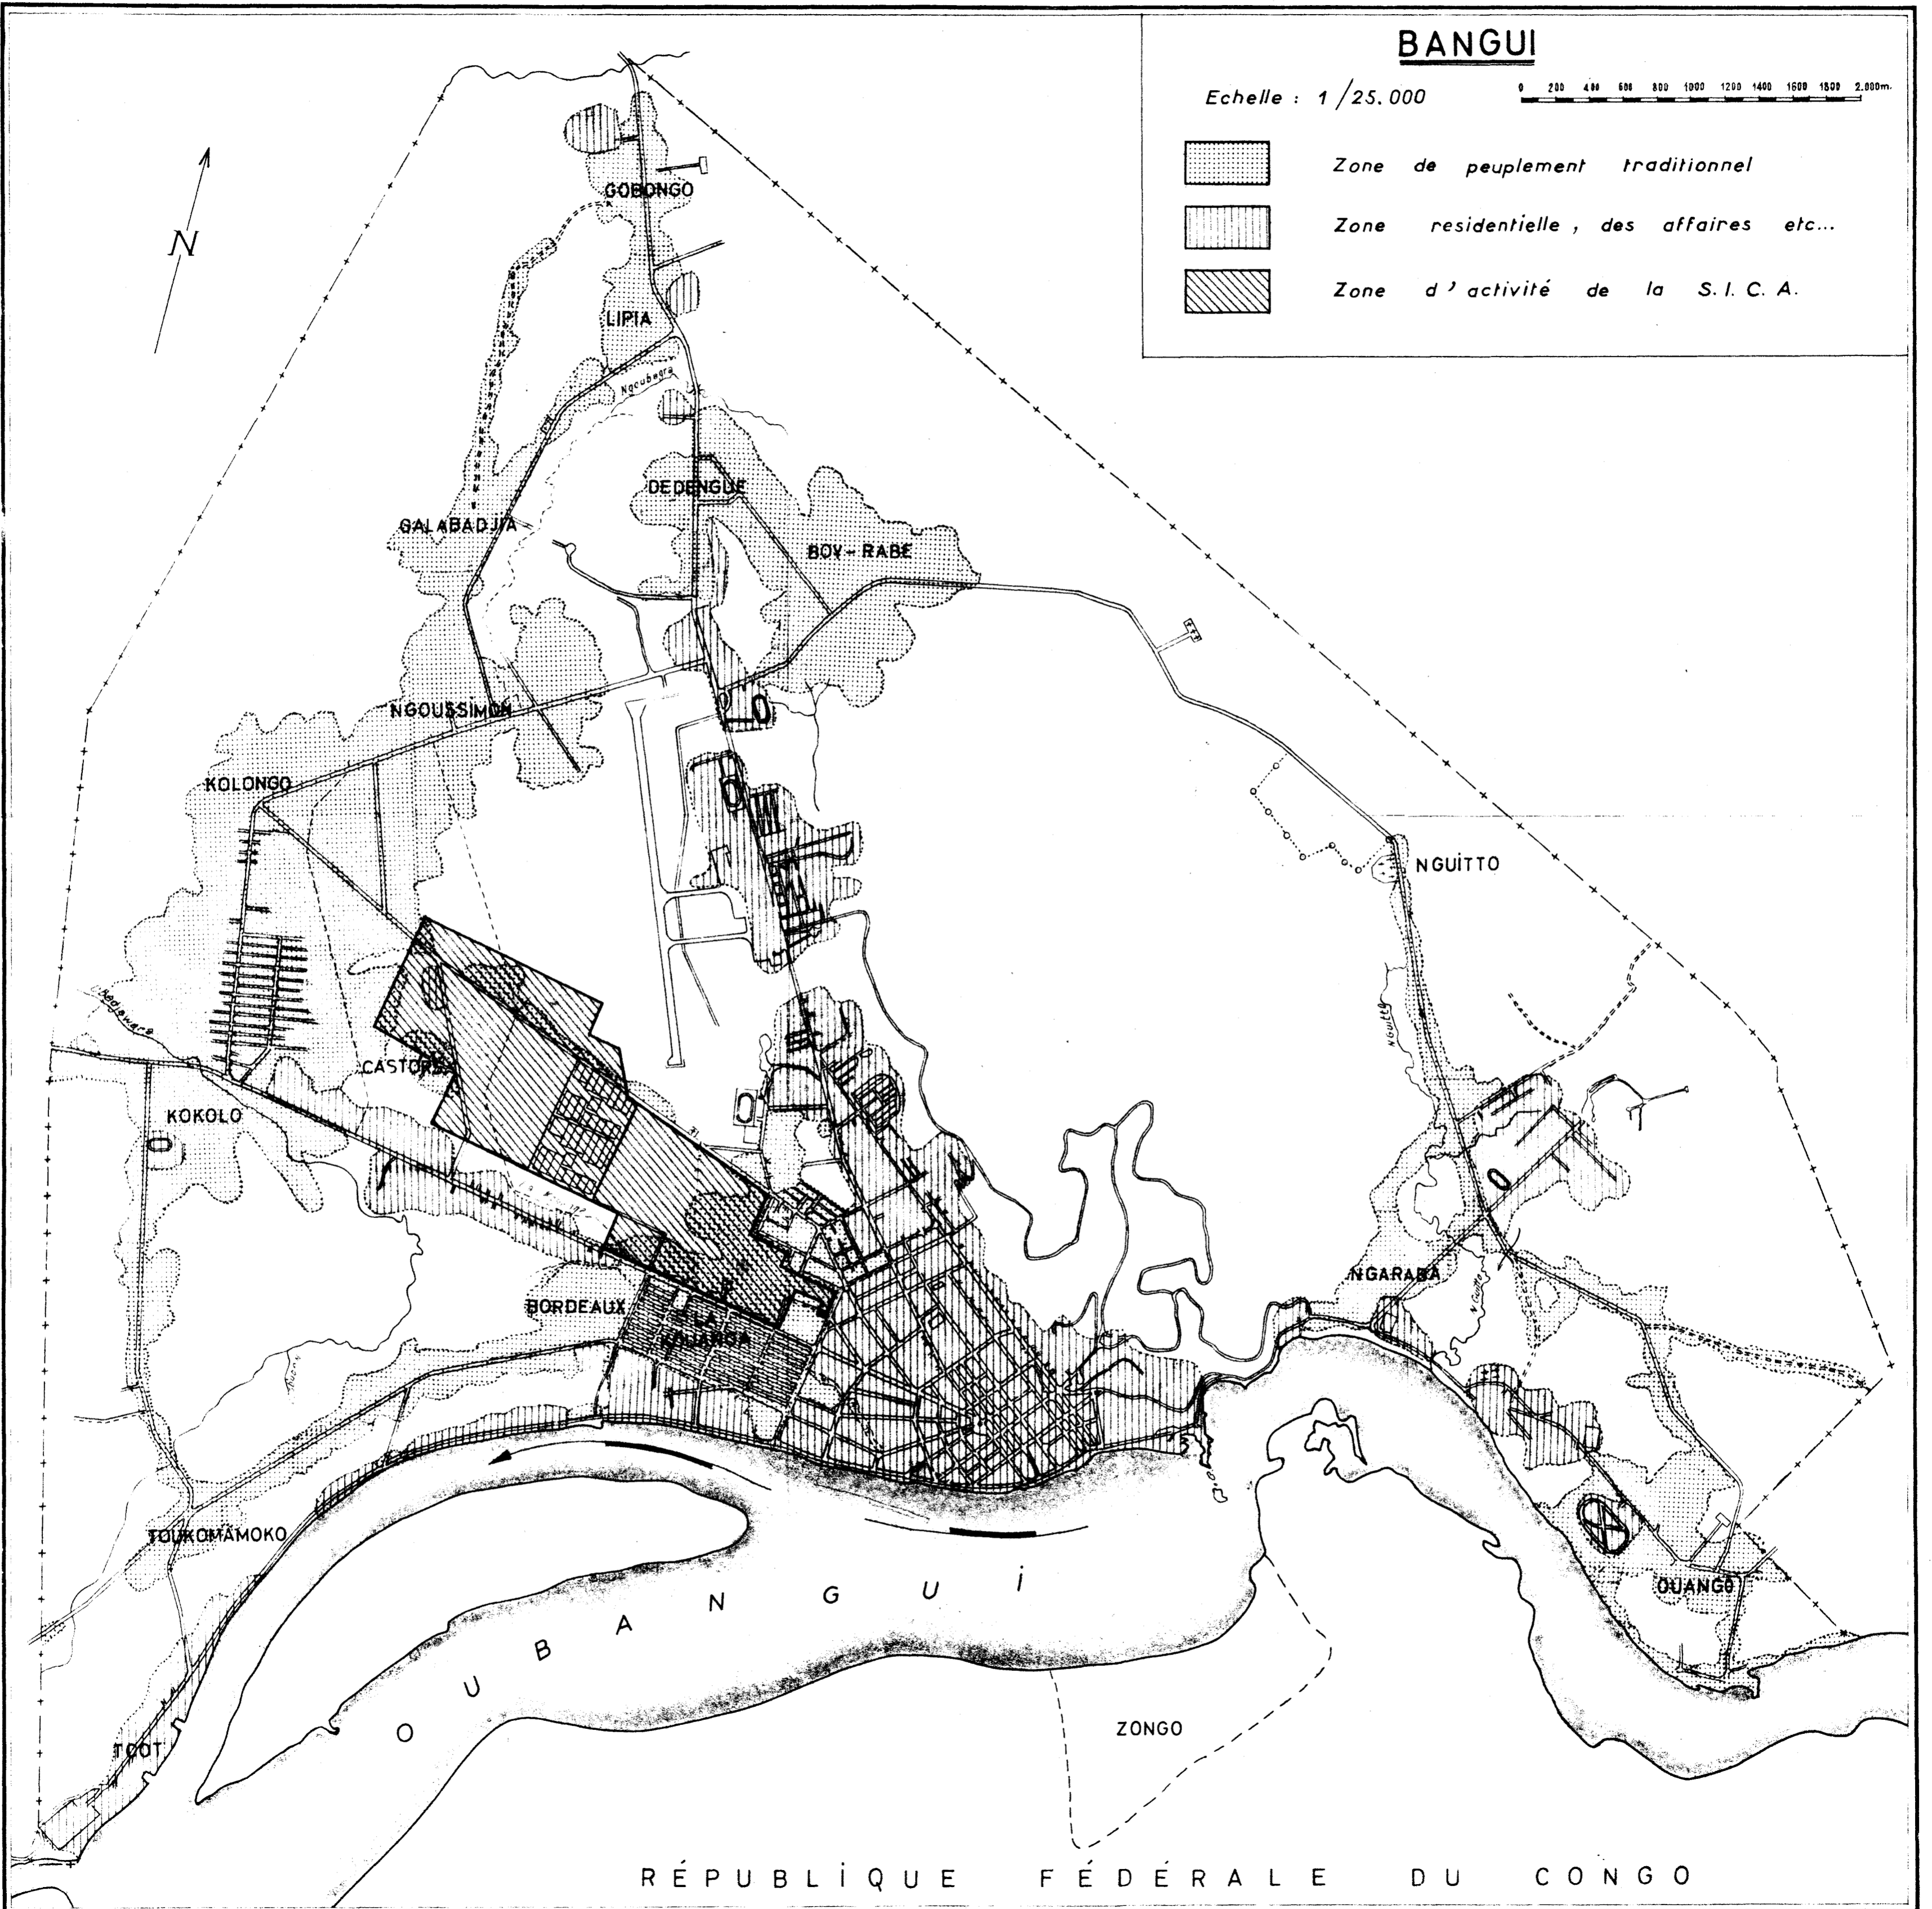 BANGUI
Echelle : 1/25.000
0 200 400 600 800 1000 1200 1400 1600 1800 2.000m.
Zone de peuplement traditionnel
Zone residentielle, des affaires etc...
Zone d'activité de la S.I.C.A.
N
GOBONGO
LIPIA
Ngoubagra
DEDENGUE
GALABADJIA
BOY-RABE
NGOUSSIMON
KOLONGO
NGUITTO
NGUITTO
CASTORS
KOKOLO
NGARABA
BORDEAUX
LA
KOUANGA
TOUKOMAMOKO
OUANGO
OUBANGUI
ZONGO
RÉPUBLIQUE FÉDÉRALE DU CONGO